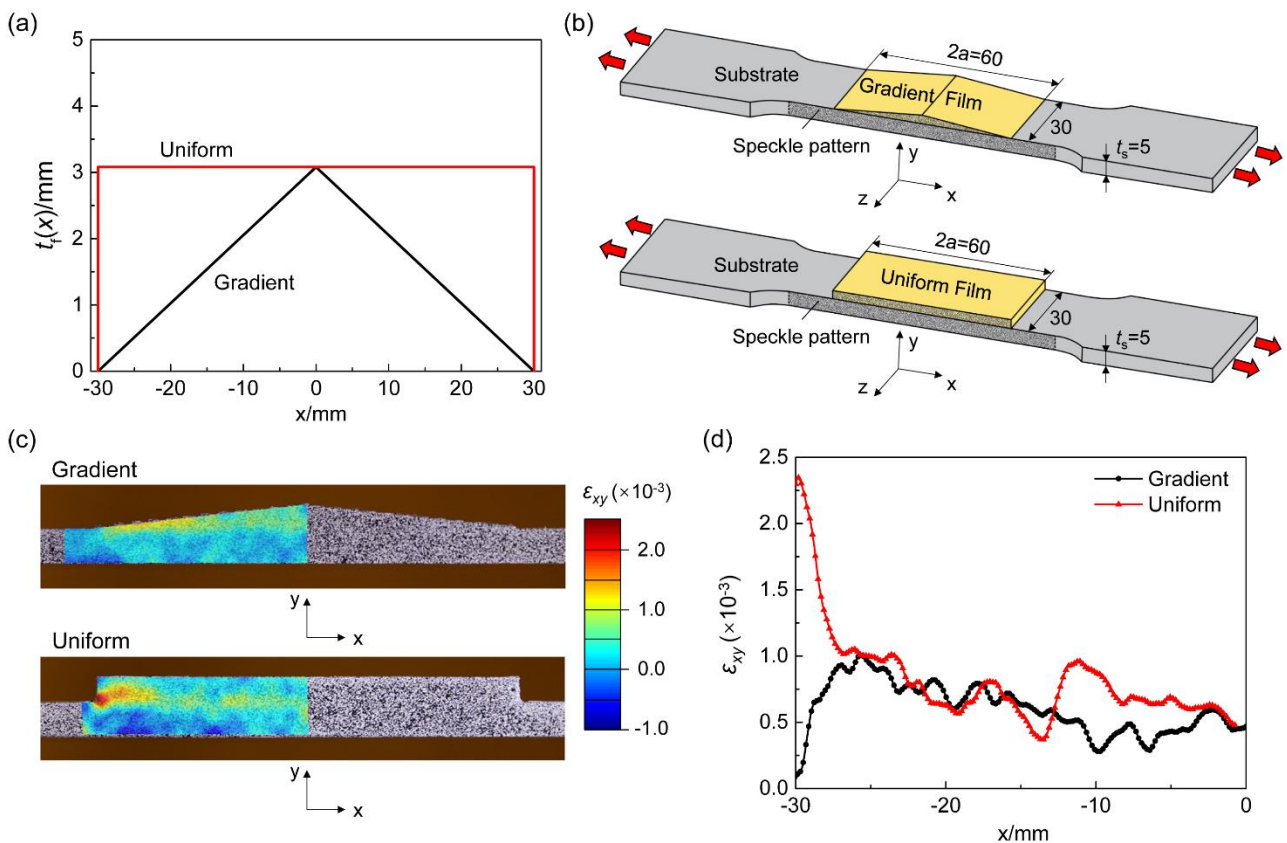 (a)
5
4
3
2
1
0
-30
-20
-10
0
10
20
30
t_f(x)/mm
x/mm
Uniform
Gradient
(b)
Substrate
Gradient
Film
2a=60
30
t_s=5
Speckle pattern
y
x
z
Substrate
Uniform Film
2a=60
30
t_s=5
Speckle pattern
y
x
z
(c)
Gradient
y
x
Uniform
y
x
ε_xy (×10⁻³)
2.0
1.0
0.0
-1.0
(d)
2.5
2.0
1.5
1.0
0.5
0.0
-30
-20
-10
0
ε_xy (×10⁻³)
x/mm
Gradient
Uniform